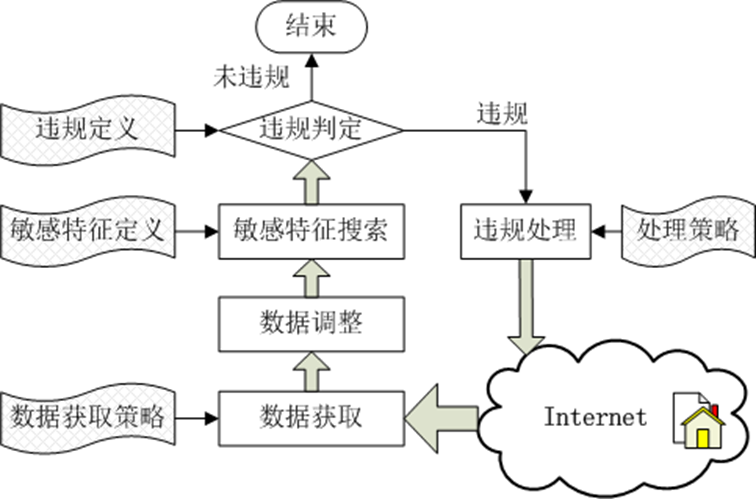 结束
未违规
违规定义
违规判定
违规
敏感特征定义
敏感特征搜索
违规处理
处理策略
数据调整
数据获取策略
数据获取
Internet